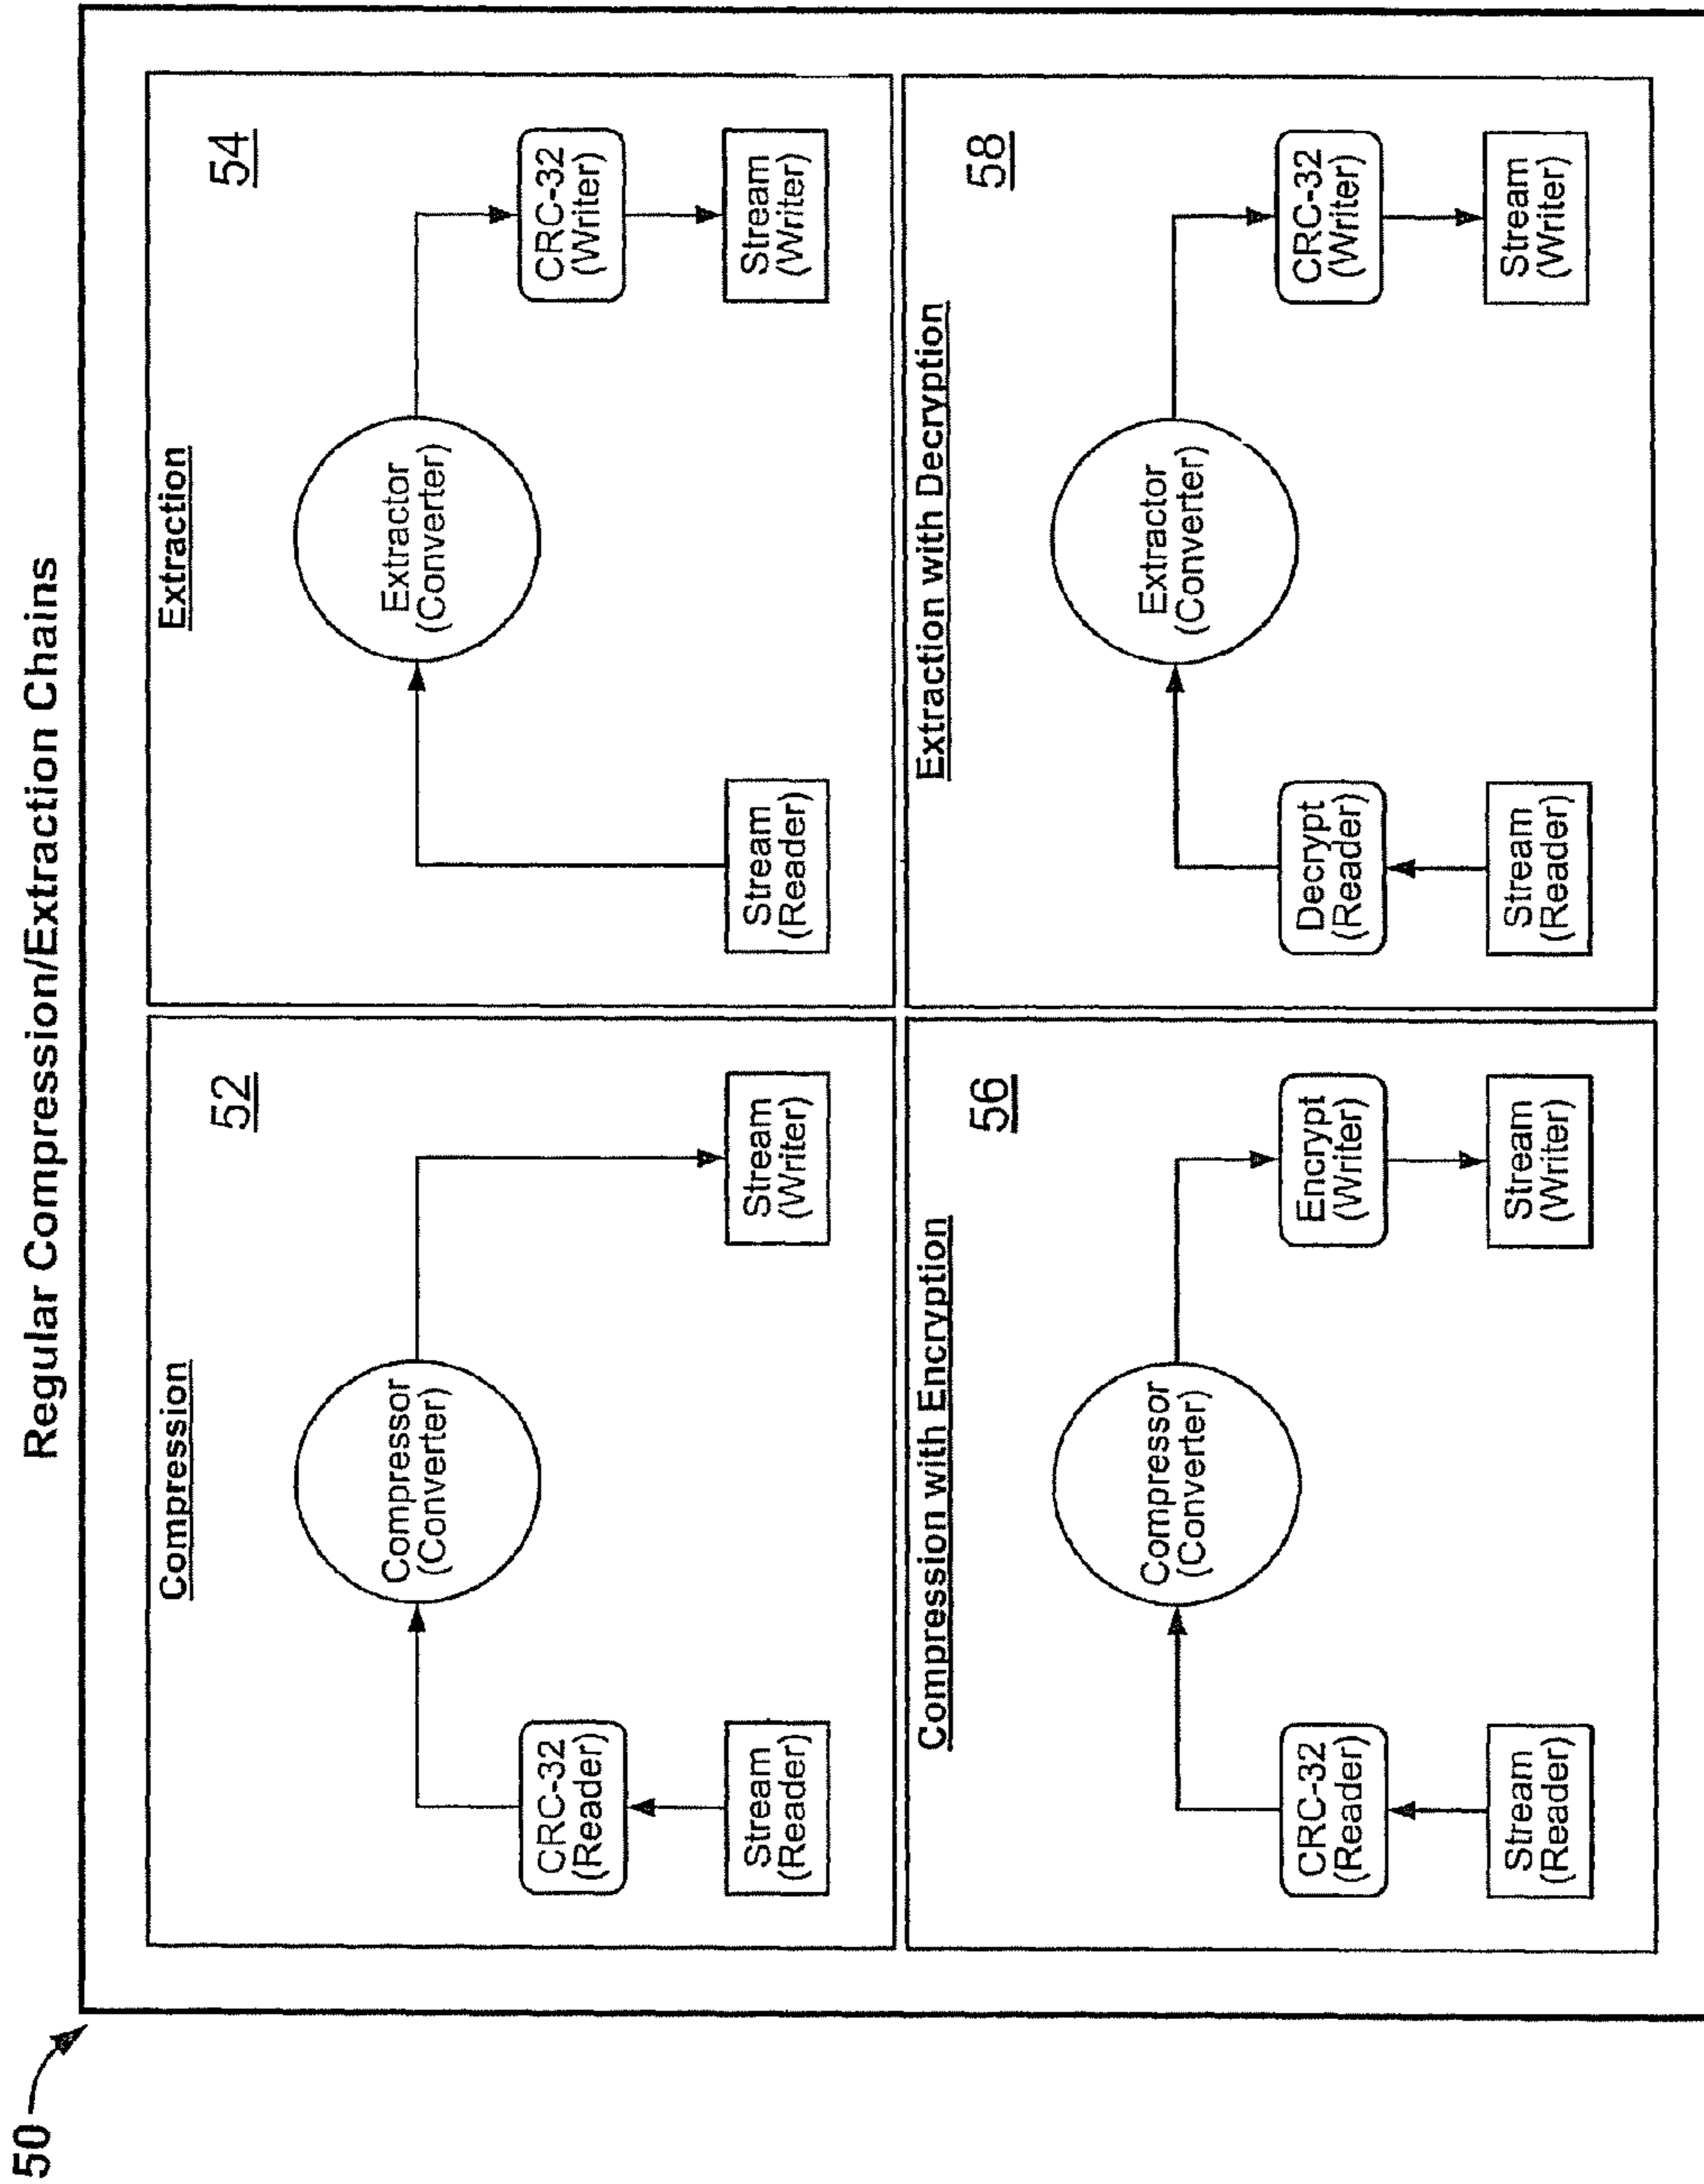 50
Regular Compression/Extraction Chains
Compression
52
Compressor
(Converter)
CRC-32
(Reader)
Stream
(Reader)
Stream
(Writer)
Extraction
54
Extractor
(Converter)
Stream
(Reader)
CRC-32
(Writer)
Stream
(Writer)
Compression with Encryption
56
Compressor
(Converter)
CRC-32
(Reader)
Stream
(Reader)
Encrypt
(Writer)
Stream
(Writer)
Extraction with Decryption
58
Extractor
(Converter)
Decrypt
(Reader)
Stream
(Reader)
CRC-32
(Writer)
Stream
(Writer)